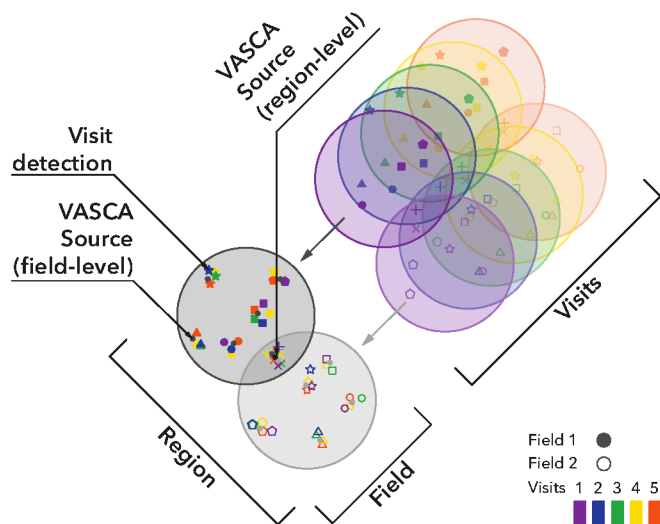 VASCA
Source
(region-level)
Visit
detection
VASCA
Source
(field-level)
Visits
Region
Field
Field 1
Field 2
Visits 1 2 3 4 5